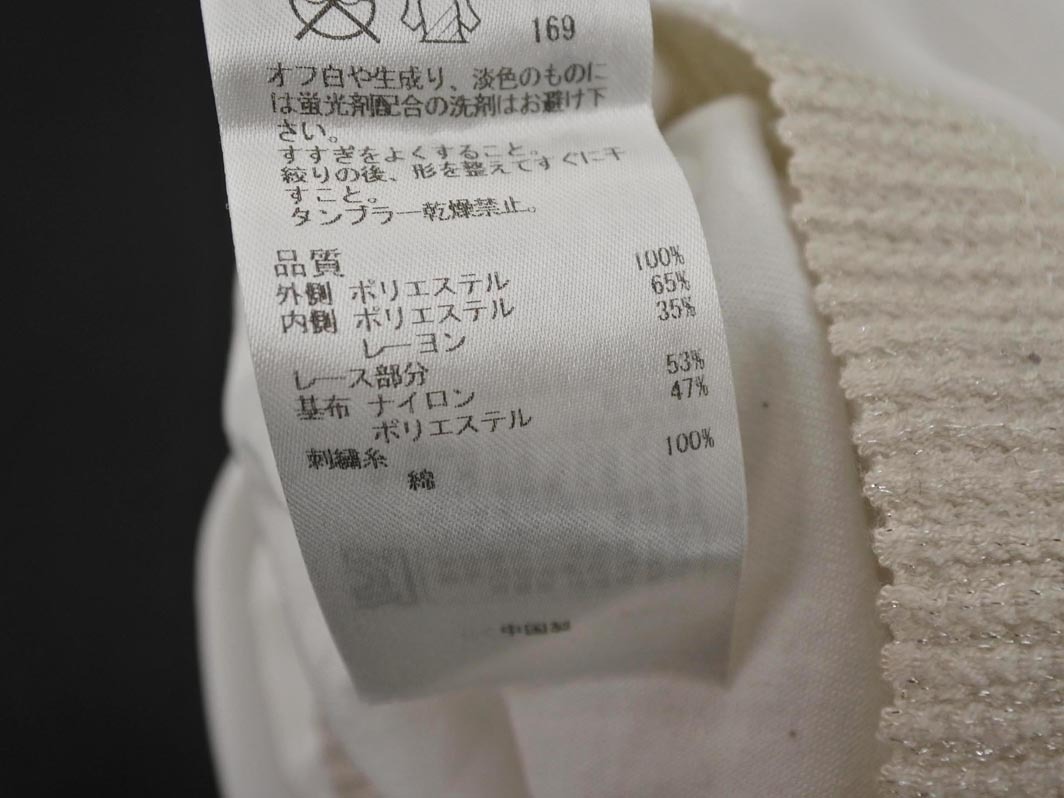 169
オフ白や生成り、淡色のものに
は蛍光剤配合の洗剤はお避け下
さい。
すすぎをよくすること。
絞りの後、形を整えてすぐに干
すこと。
タンブラー乾燥禁止。
品質
外側 ポリエステル 100%
内側 ポリエステル 65%
レーヨン 35%
レース部分
基布 ナイロン 53%
ポリエステル 47%
刺繍糸
綿 100%
中国製